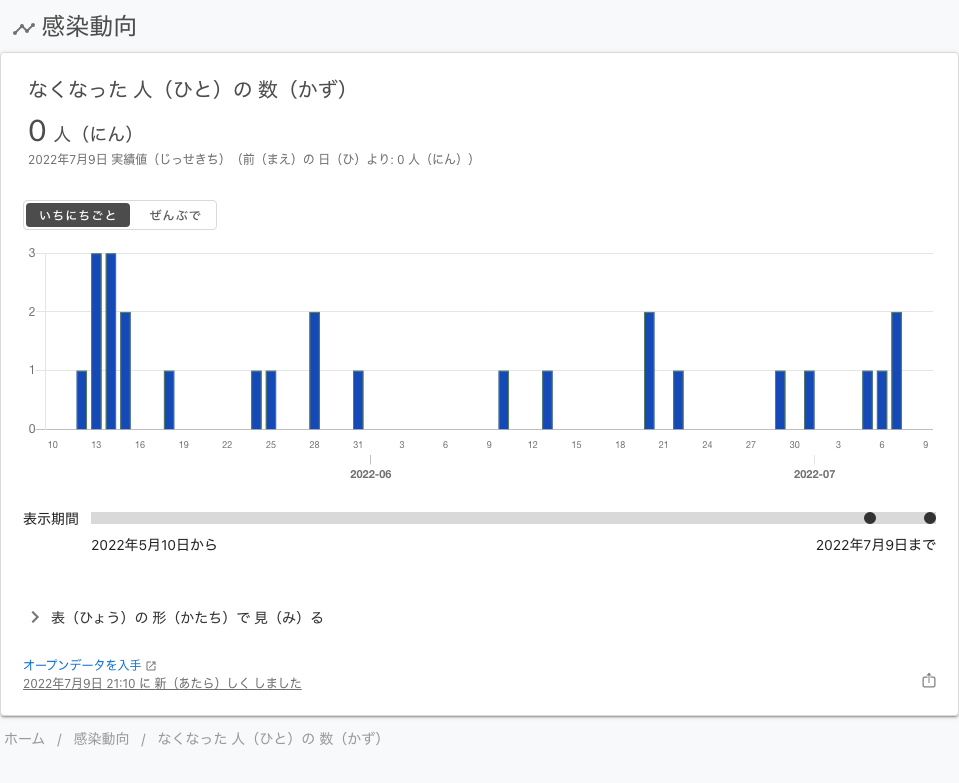 感染動向
なくなった 人（ひと）の 数（かず）
0 人（にん）
2022年7月9日 実績値（じっせきち）（前（まえ）の 日（ひ）より: 0 人（にん））
いちにちごと ぜんぶで
3
2
1
0
10 13 16 19 22 25 28 31 3 6 9 12 15 18 21 24 27 30 3 6 9
2022-06 2022-07
表示期間
2022年5月10日から 2022年7月9日まで
表（ひょう）の 形（かたち）で 見（み）る
オープンデータを入手
2022年7月9日 21:10 に 新（あたら）しく しました
ホーム / 感染動向 / なくなった 人（ひと）の 数（かず）